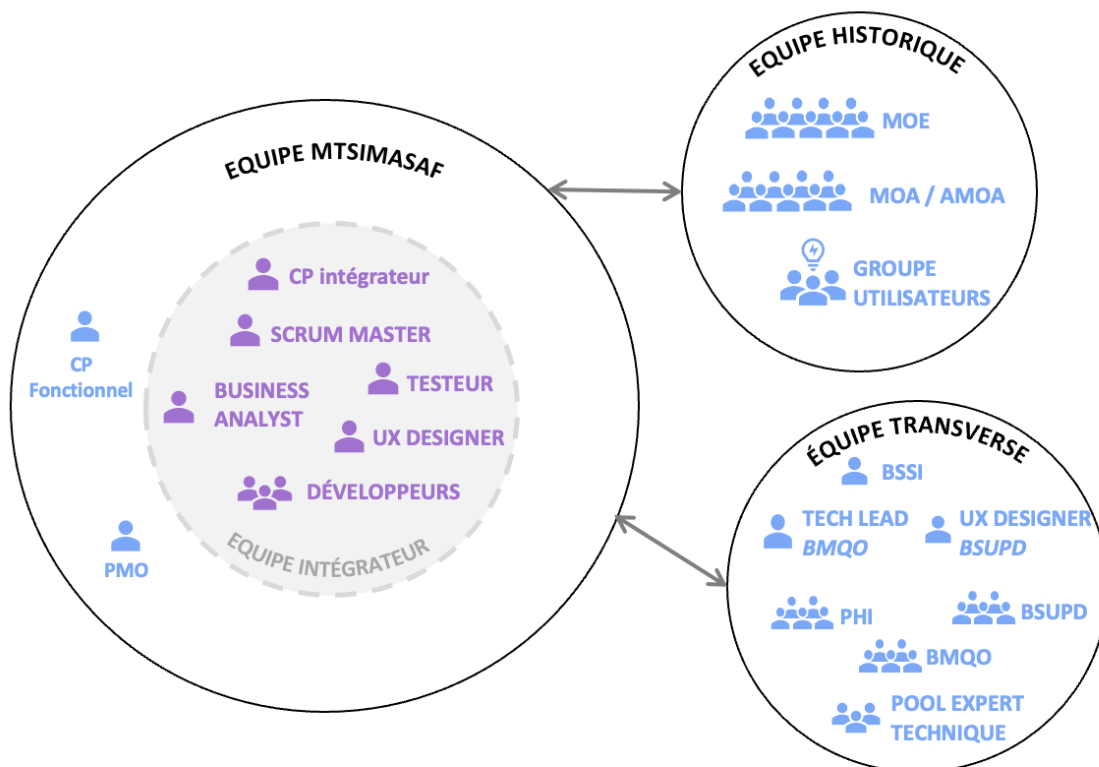 EQUIPE MTSIMASAF
CP intégrateur
SCRUM MASTER
TESTEUR
BUSINESS
ANALYST
UX DESIGNER
DÉVELOPPEURS
EQUIPE INTÉGRATEUR
CP
Fonctionnel
PMO
EQUIPE HISTORIQUE
MOE
MOA / AMOA
GROUPE
UTILISATEURS
ÉQUIPE TRANSVERSE
BSSI
TECH LEAD
BMQO
UX DESIGNER
BSUPD
PHI
BSUPD
BMQO
POOL EXPERT
TECHNIQUE